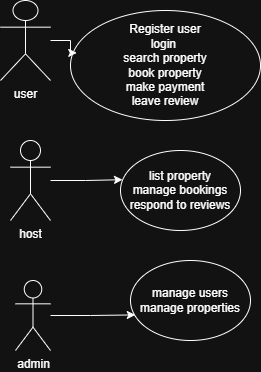 Register user
login
search property
book property
make payment
leave review
user
list property
manage bookings
respond to reviews
host
manage users
manage properties
admin